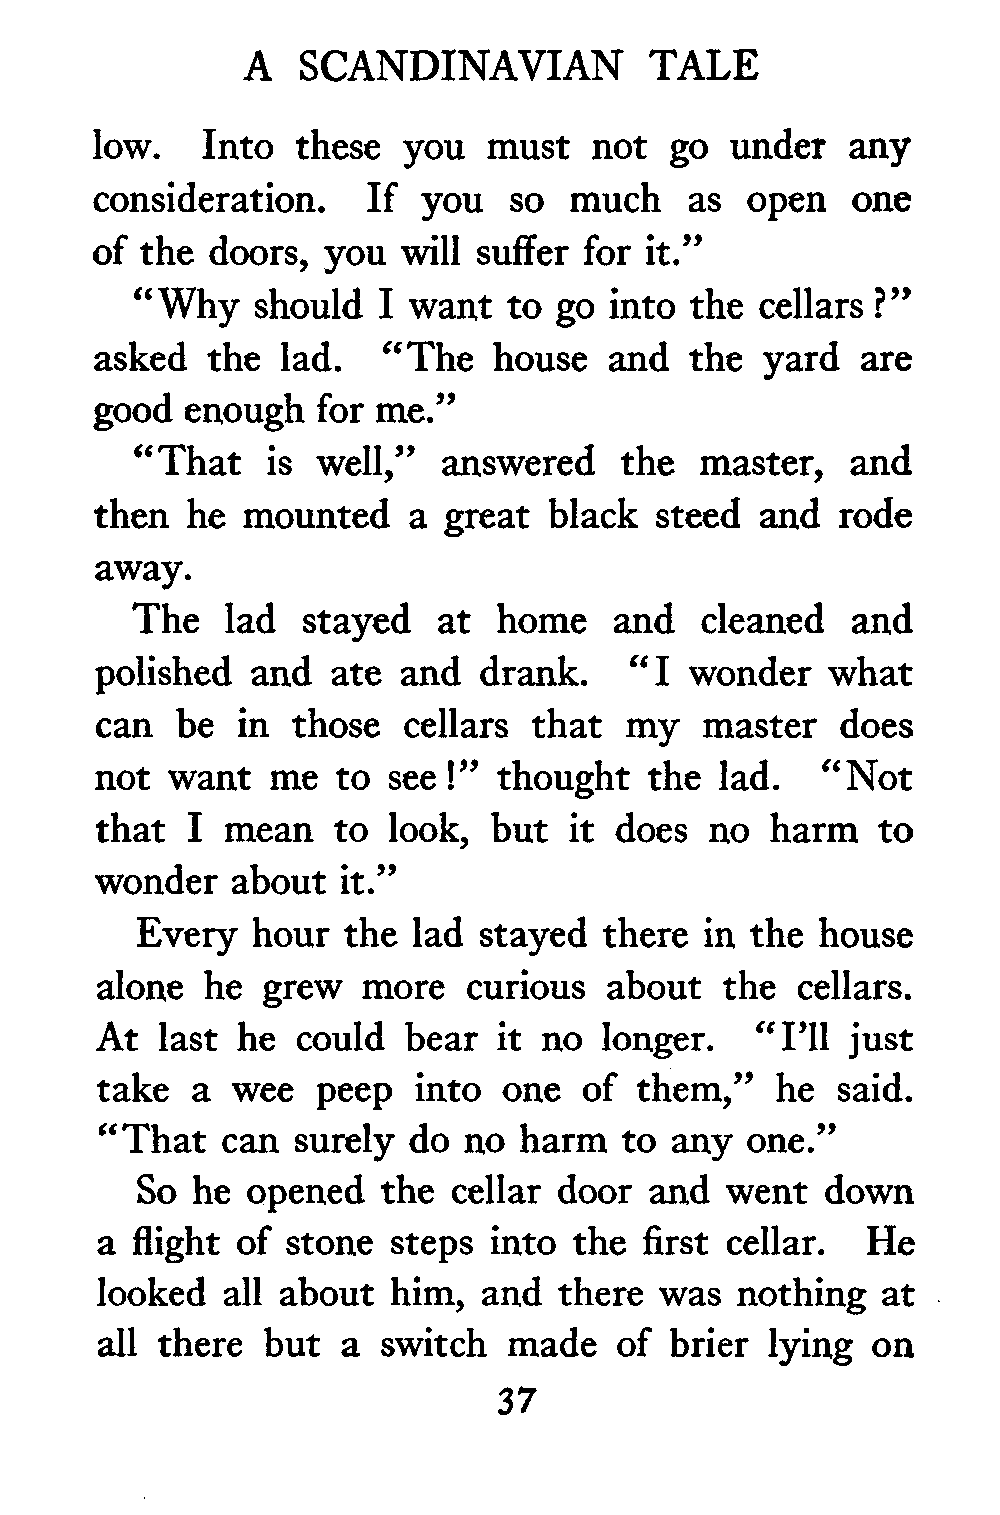 A SCANDINAVIAN TALE
low. Into these you must not go under any
consideration. If you so much as open one
of the doors, you will suffer for it.”
“Why should I want to go into the cellars?”
asked the lad. “The house and the yard are
good enough for me.”
“That is well,” answered the master, and
then he mounted a great black steed and rode
away.
The lad stayed at home and cleaned and
polished and ate and drank. “I wonder what
can be in those cellars that my master does
not want me to see!” thought the lad. “Not
that I mean to look, but it does no harm to
wonder about it.”
Every hour the lad stayed there in the house
alone he grew more curious about the cellars.
At last he could bear it no longer. “I’ll just
take a wee peep into one of them,” he said.
“That can surely do no harm to any one.”
So he opened the cellar door and went down
a flight of stone steps into the first cellar. He
looked all about him, and there was nothing at
all there but a switch made of brier lying on
37